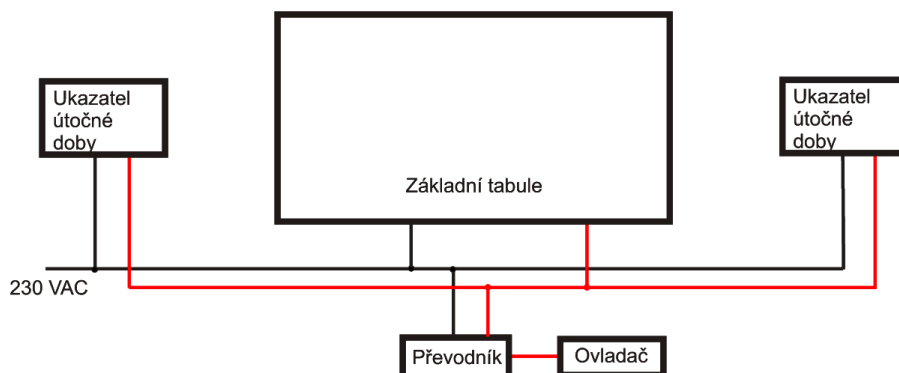 Ukazatel
útočné
doby
Základní tabule
Ukazatel
útočné
doby
230 VAC
Převodník
Ovladač